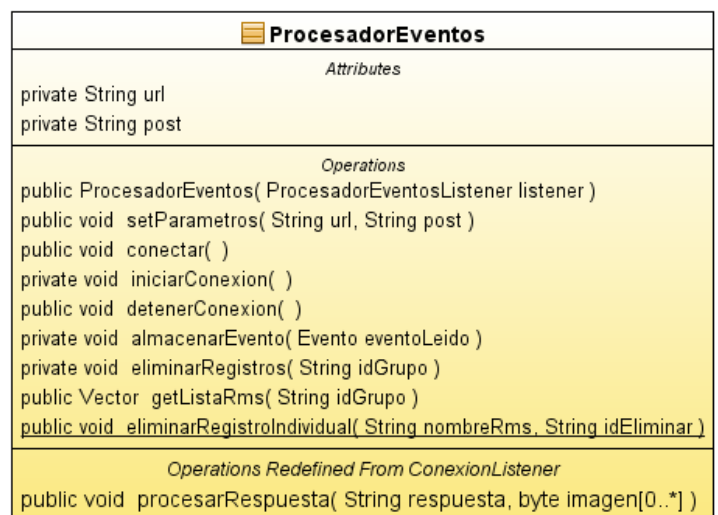 ProcesadorEventos
Attributes
private String url
private String post
Operations
public ProcesadorEventos( ProcesadorEventosListener listener )
public void setParametros( String url, String post )
public void conectar( )
private void iniciarConexion( )
public void detenerConexion( )
private void almacenarEvento( Evento eventoLeido )
private void eliminarRegistros( String idGrupo )
public Vector getListaRms( String idGrupo )
public void eliminarRegistroIndividual( String nombreRms, String idEliminar )
Operations Redefined From ConexionListener
public void procesarRespuesta( String respuesta, byte imagen[0..*] )